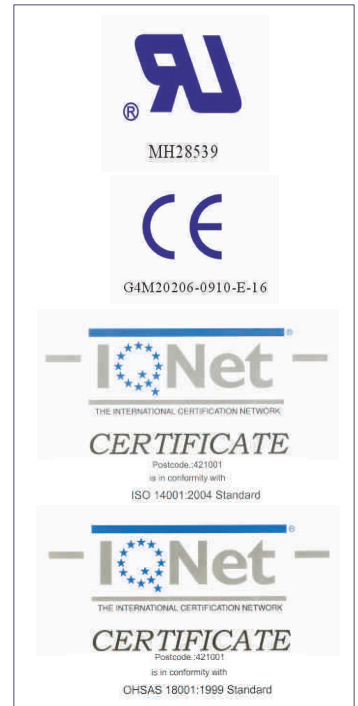 RU
®
MH28539
CE
G4M20206-0910-E-16
®
IQNet
THE INTERNATIONAL CERTIFICATION NETWORK
CERTIFICATE
Postcode.:421001
is in conformity with
ISO 14001:2004 Standard
®
IQNet
THE INTERNATIONAL CERTIFICATION NETWORK
CERTIFICATE
Postcode.:421001
is in conformity with
OHSAS 18001:1999 Standard